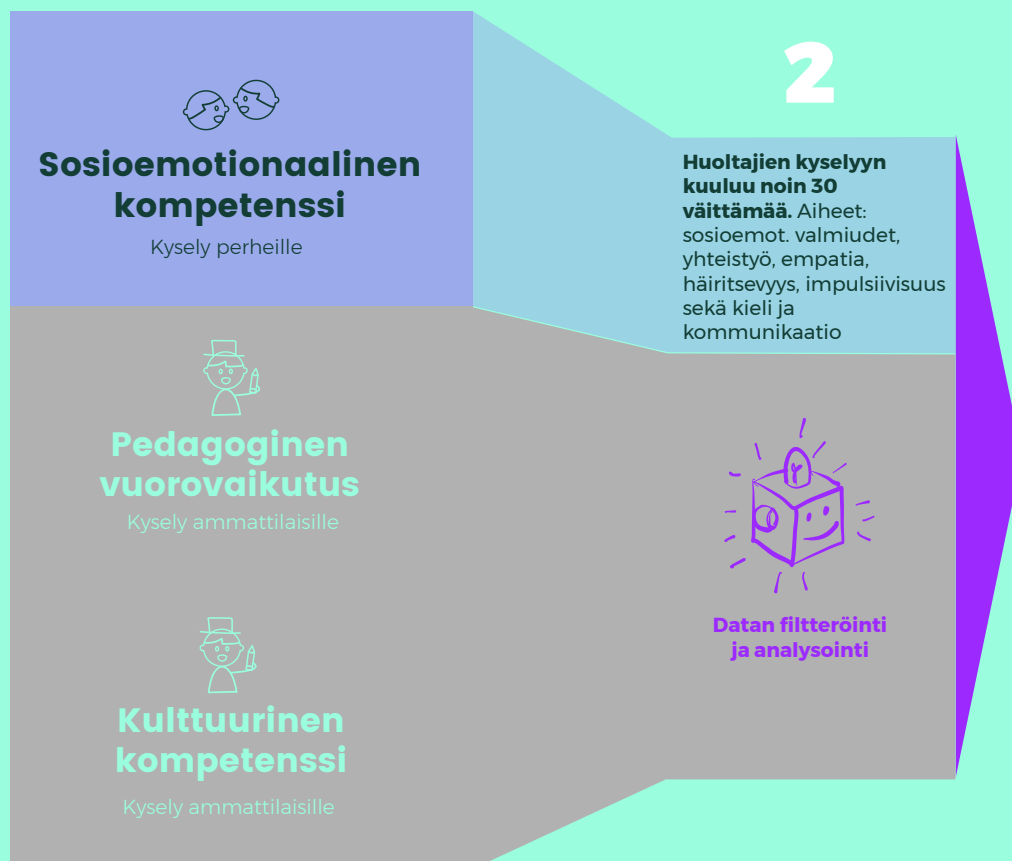 Sosioemotionaalinen
kompetenssi
Kysely perheille
Pedagoginen
vuorovaikutus
Kysely ammattilaisille
Kulttuurinen
kompetenssi
Kysely ammattilaisille
2
Huoltajien kyselyyn
kuuluu noin 30
väittämää. Aiheet:
sosioemot. valmiudet,
yhteistyö, empatia,
häiritsevyys, impulsiivisuus
sekä kieli ja
kommunikaatio
Datan filtteröinti
ja analysointi